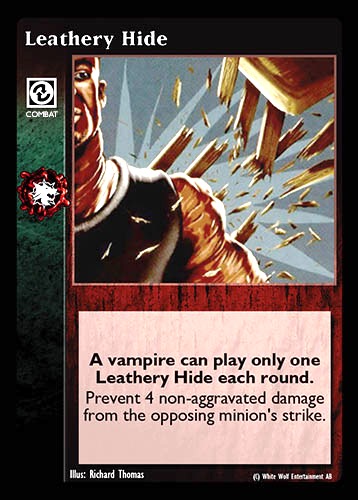 Leathery Hide
COMBAT
A vampire can play only one
Leathery Hide each round.
Prevent 4 non-aggravated damage
from the opposing minion's strike.
Illus: Richard Thomas
(C) White Wolf Entertainment AB